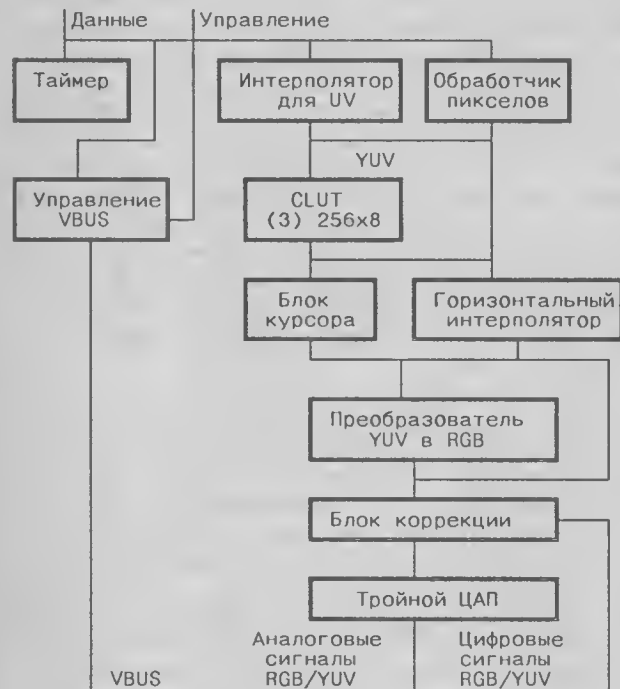 Данные
Управление
Таймер
Интерполятор
для UV
Обработчик
пикселов
YUV
Управление
VBUS
CLUT
(3) 256x8
Блок
курсора
Горизонтальный
интерполятор
Преобразователь
YUV в RGB
Блок коррекции
Тройной ЦАП
Аналоговые
сигналы
RGB/YUV
Цифровые
сигналы
RGB/YUV
VBUS